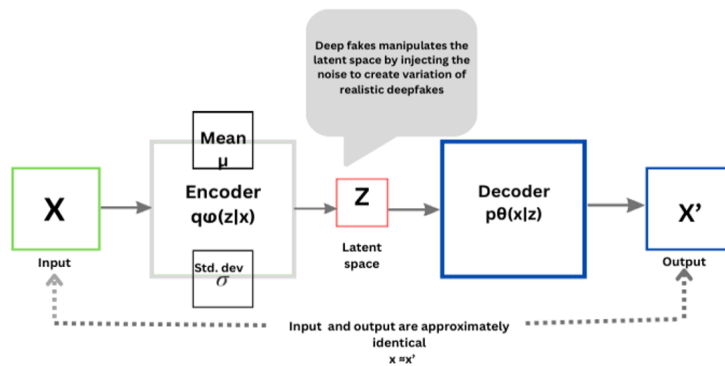 Deep fakes manipulates the
latent space by injecting the
noise to create variation of
realistic deepfakes
Mean
μ
X
Encoder
qφ(z|x)
Z
Decoder
pθ(x|z)
X’
Input
Std. dev
σ
Latent
space
Output
Input and output are approximately
identical
x ≈x’